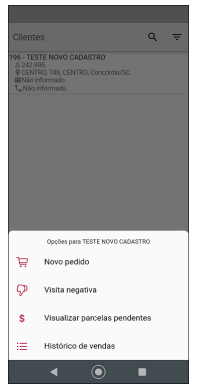 Clientes
196 - TESTE NOVO CADASTRO
242.995.
CENTRO, 748, CENTRO, Concórdia/SC
Não informado
Não informado
Opções para TESTE NOVO CADASTRO
Novo pedido
Visita negativa
$ Visualizar parcelas pendentes
Histórico de vendas